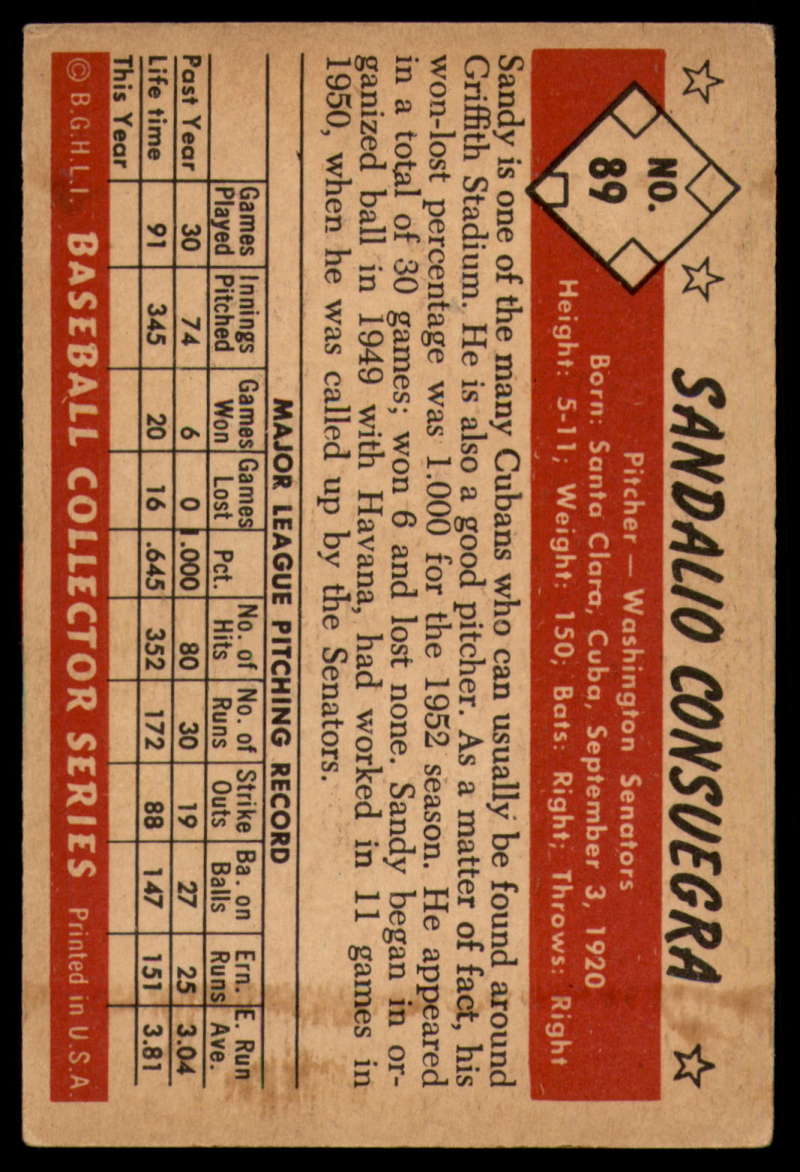 SANDALIO CONSUEGRA
NO.
89
Pitcher — Washington Senators
Born: Santa Clara, Cuba, September 3, 1920
Height: 5-11; Weight: 150; Bats: Right; Throws: Right
Sandy is one of the many Cubans who can usually be found around
Griffith Stadium. He is also a good pitcher. As a matter of fact, his
won-lost percentage was 1.000 for the 1952 season. He appeared
in a total of 30 games; won 6 and lost none. Sandy began in or-
ganized ball in 1949 with Havana, had worked in 11 games in
1950, when he was called up by the Senators.
MAJOR LEAGUE PITCHING RECORD
Games Innings Games Games No. of No. of Strike Ba. on Ern. E. Run
Played Pitched Won Lost Pct. Hits Runs Outs Balls Runs Ave.
Past Year 30 74 6 0 1.000 80 30 19 27 25 3.04
Life time 91 345 20 16 .645 352 172 88 147 151 3.81
This Year
© B.G.H.L.I. BASEBALL COLLECTOR SERIES Printed in U.S.A.